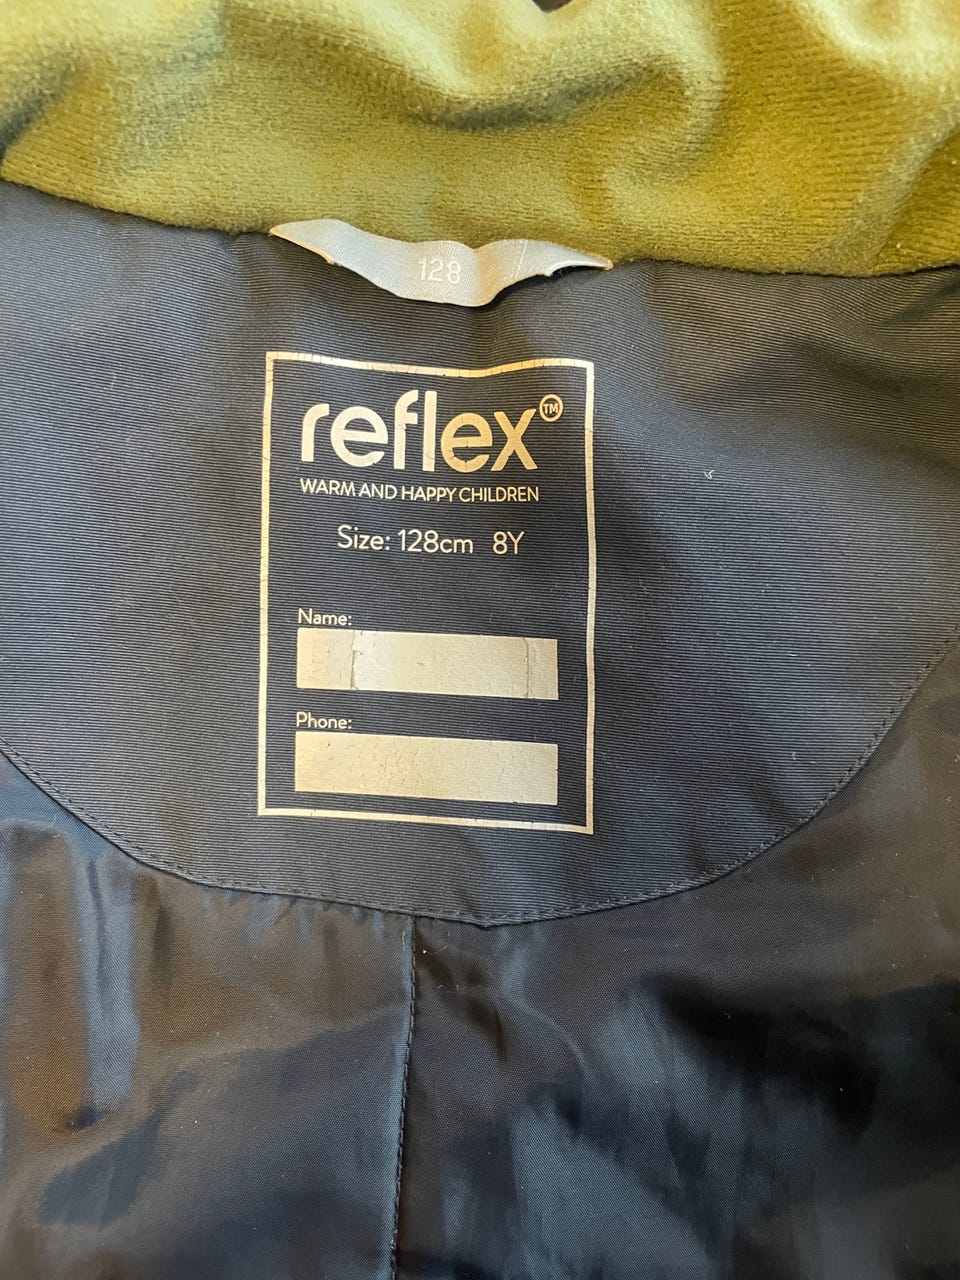 128
reflex™
WARM AND HAPPY CHILDREN
Size: 128cm 8Y
Name:
Phone: